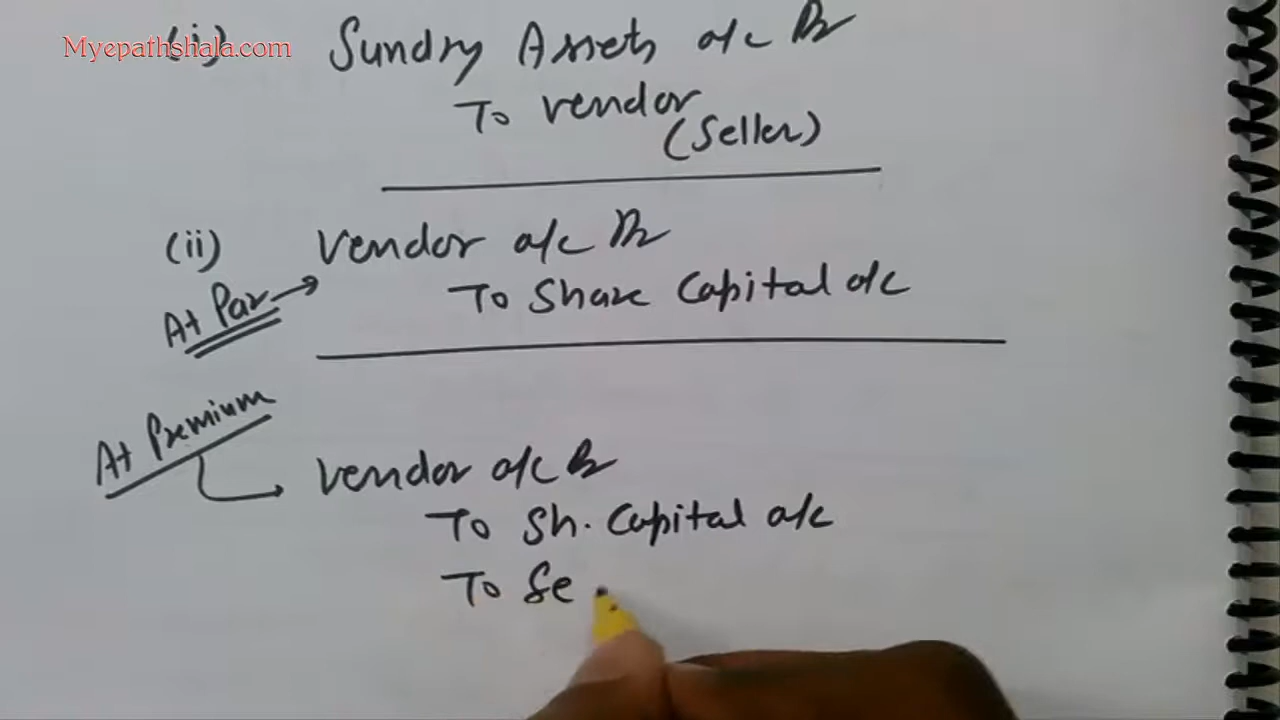 Myepathshala.com
(i) Sundry Assets a/c Dr
To vendor
(Seller)
(ii) Vendor a/c Dr
At Par
To Share Capital a/c
At Premium
Vendor a/c Dr
To Sh. Capital a/c
To Se